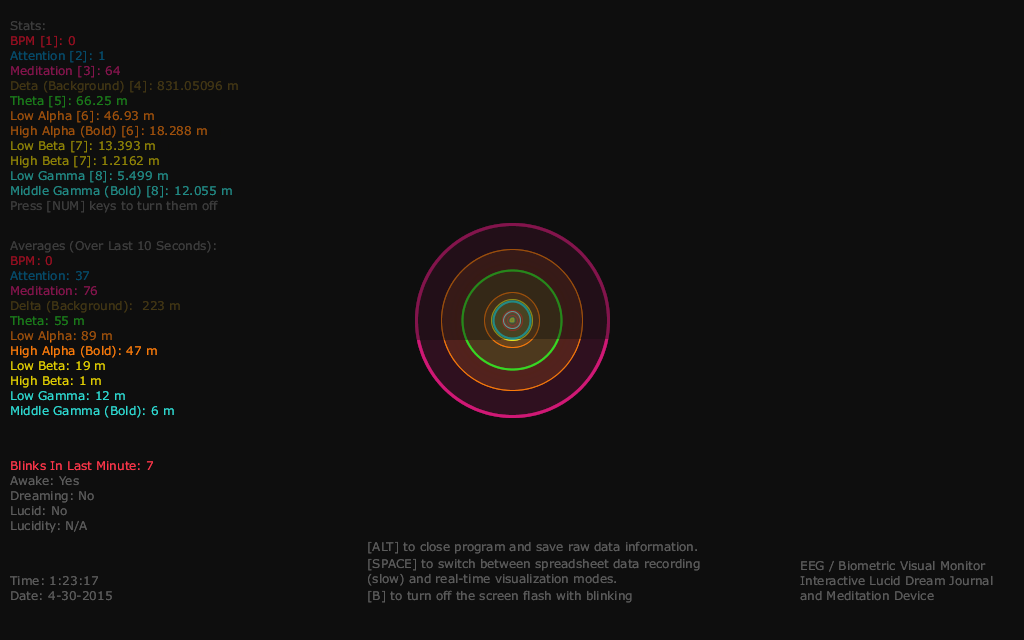 Stats:
BPM [1]: 0
Attention [2]: 1
Meditation [3]: 64
Deta (Background) [4]: 831.05096 m
Theta [5]: 66.25 m
Low Alpha [6]: 46.93 m
High Alpha (Bold) [6]: 18.288 m
Low Beta [7]: 13.393 m
High Beta [7]: 1.2162 m
Low Gamma [8]: 5.499 m
Middle Gamma (Bold) [8]: 12.055 m
Press [NUM] keys to turn them off
Averages (Over Last 10 Seconds):
BPM: 0
Attention: 37
Meditation: 76
Delta (Background):  223 m
Theta: 55 m
Low Alpha: 89 m
High Alpha (Bold): 47 m
Low Beta: 19 m
High Beta: 1 m
Low Gamma: 12 m
Middle Gamma (Bold): 6 m
Blinks In Last Minute: 7
Awake: Yes
Dreaming: No
Lucid: No
Lucidity: N/A
Time: 1:23:17
Date: 4-30-2015
[ALT] to close program and save raw data information.
[SPACE] to switch between spreadsheet data recording
(slow) and real-time visualization modes.
[B] to turn off the screen flash with blinking
EEG / Biometric Visual Monitor
Interactive Lucid Dream Journal
and Meditation Device